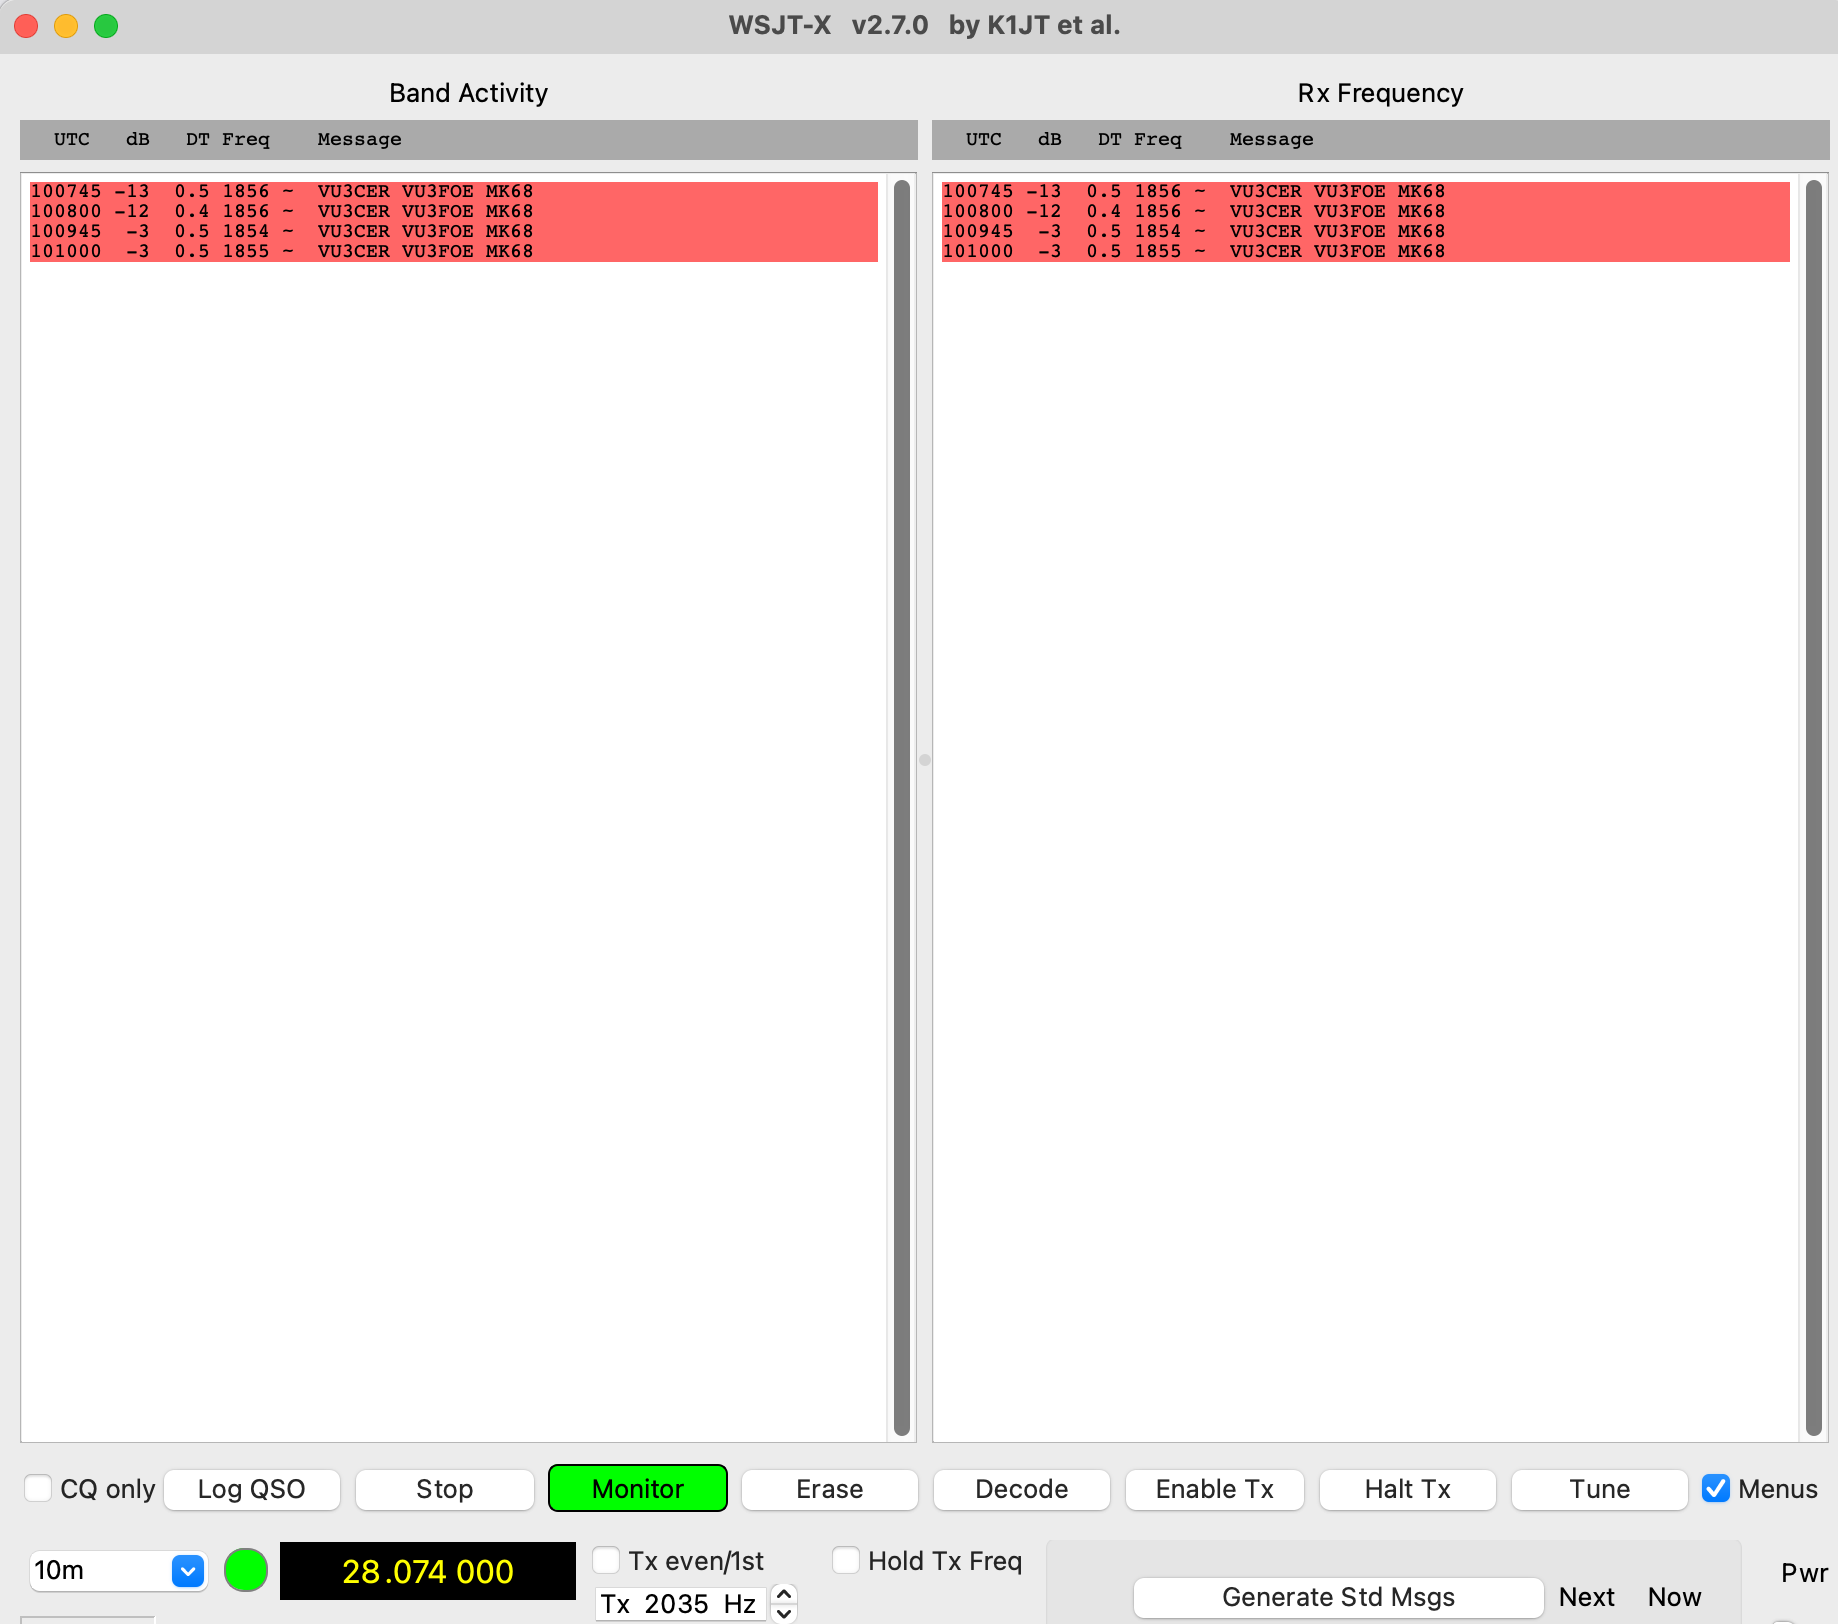 WSJT-X v2.7.0 by K1JT et al.
Band Activity
UTC dB DT Freq Message
100745 -13 0.5 1856 ~ VU3CER VU3FOE MK68
100800 -12 0.4 1856 ~ VU3CER VU3FOE MK68
100945 -3 0.5 1854 ~ VU3CER VU3FOE MK68
101000 -3 0.5 1855 ~ VU3CER VU3FOE MK68
Rx Frequency
UTC dB DT Freq Message
100745 -13 0.5 1856 ~ VU3CER VU3FOE MK68
100800 -12 0.4 1856 ~ VU3CER VU3FOE MK68
100945 -3 0.5 1854 ~ VU3CER VU3FOE MK68
101000 -3 0.5 1855 ~ VU3CER VU3FOE MK68
CQ only Log QSO Stop Monitor Erase Decode Enable Tx Halt Tx Tune Menus
10m 28.074 000 Tx even/1st Hold Tx Freq Pwr
Tx 2035 Hz Generate Std Msgs Next Now